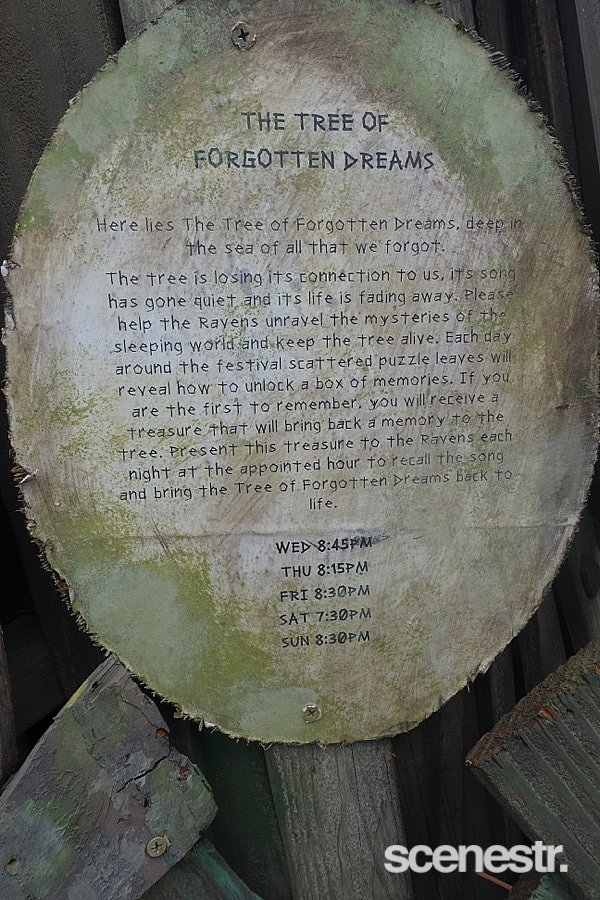 THE TREE OF
FORGOTTEN DREAMS
Here lies The Tree of Forgotten Dreams, deep in
the sea of all that we forgot.
The tree is losing its connection to us, its song
has gone quiet and its life is fading away. Please
help the Ravens unravel the mysteries of the
sleeping world and keep the tree alive. Each day
around the festival scattered puzzle leaves will
reveal how to unlock a box of memories. If you
are the first to remember, you will receive a
treasure that will bring back a memory to the
tree. Present this treasure to the Ravens each
night at the appointed hour to recall the song
and bring the Tree of Forgotten Dreams back to
life.
WED 8:45PM
THU 8:15PM
FRI 8:30PM
SAT 7:30PM
SUN 8:30PM
scenestr.